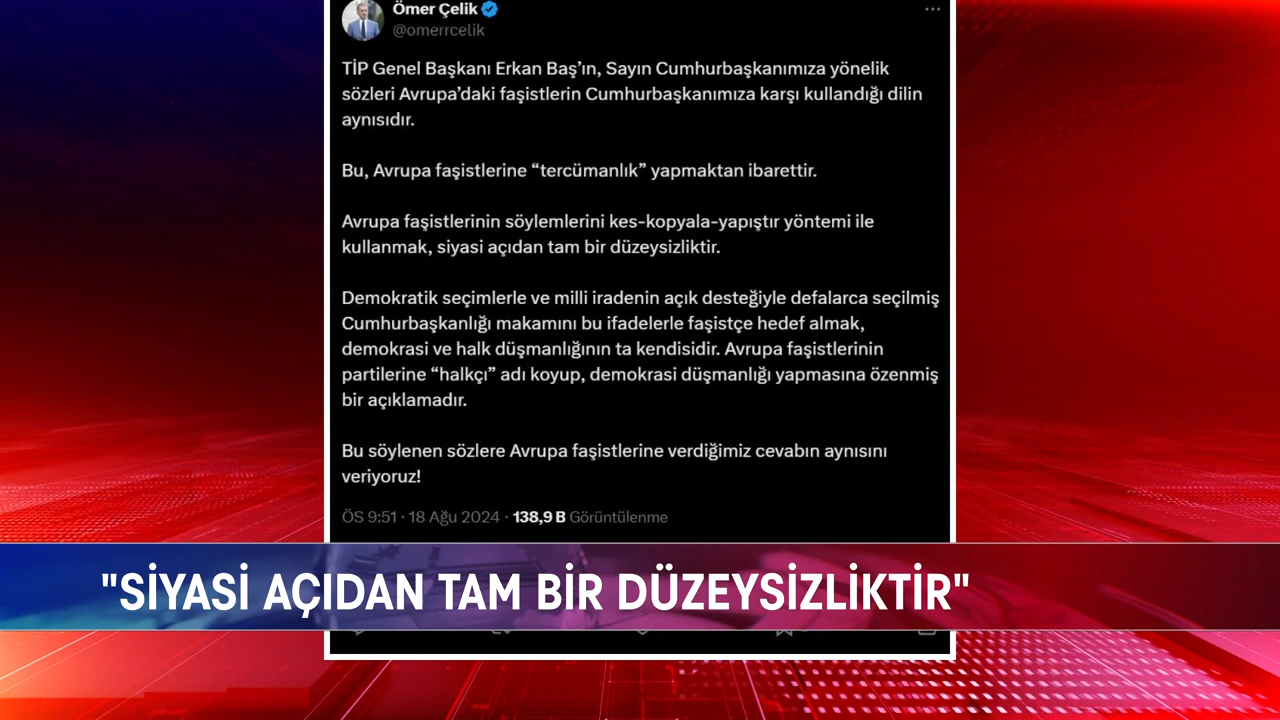 Ömer Çelik
@omerrcelik
TİP Genel Başkanı Erkan Baş’ın, Sayın Cumhurbaşkanımıza yönelik
sözleri Avrupa’daki faşistlerin Cumhurbaşkanımıza karşı kullandığı dilin
aynısıdır.
Bu, Avrupa faşistlerine “tercümanlık” yapmaktan ibarettir.
Avrupa faşistlerinin söylemlerini kes-kopyala-yapıştır yöntemi ile
kullanmak, siyasi açıdan tam bir düzeysizliktir.
Demokratik seçimlerle ve milli iradenin açık desteğiyle defalarca seçilmiş
Cumhurbaşkanlığı makamını bu ifadelerle faşistçe hedef almak,
demokrasi ve halk düşmanlığının ta kendisidir. Avrupa faşistlerinin
partilerine “halkçı” adı koyup, demokrasi düşmanlığı yapmasına özenmiş
bir açıklamadır.
Bu söylenen sözlere Avrupa faşistlerine verdiğimiz cevabın aynısını
veriyoruz!
ÖS 9:51 · 18 Ağu 2024 · 138,9 B Görüntülenme
"SİYASİ AÇIDAN TAM BİR DÜZEYSİZLİKTİR"